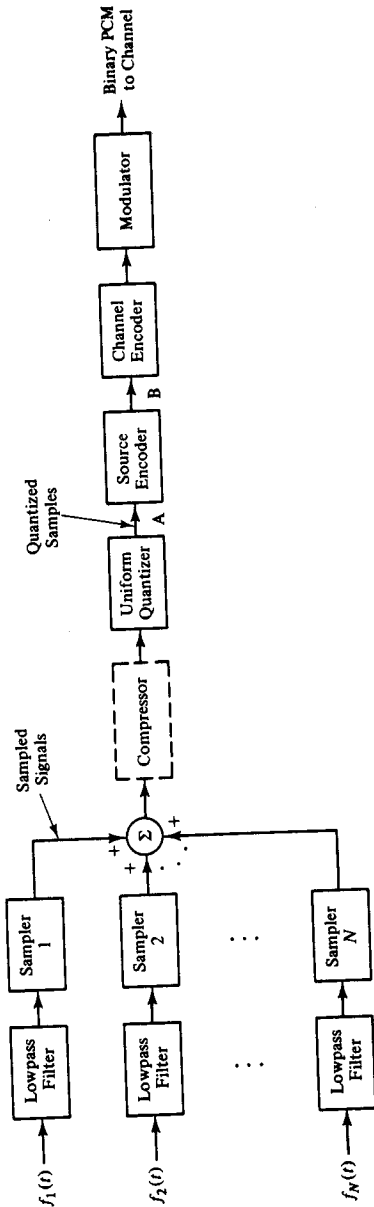 f₁(t)
Lowpass
Filter
Sampler
1
Sampled
Signals
f₂(t)
Lowpass
Filter
Sampler
2
...
...
f_N(t)
Lowpass
Filter
Sampler
N
+
+
...
+
Σ
Compressor
Uniform
Quantizer
Quantized
Samples
A
Source
Encoder
B
Channel
Encoder
Modulator
Binary PCM
to Channel